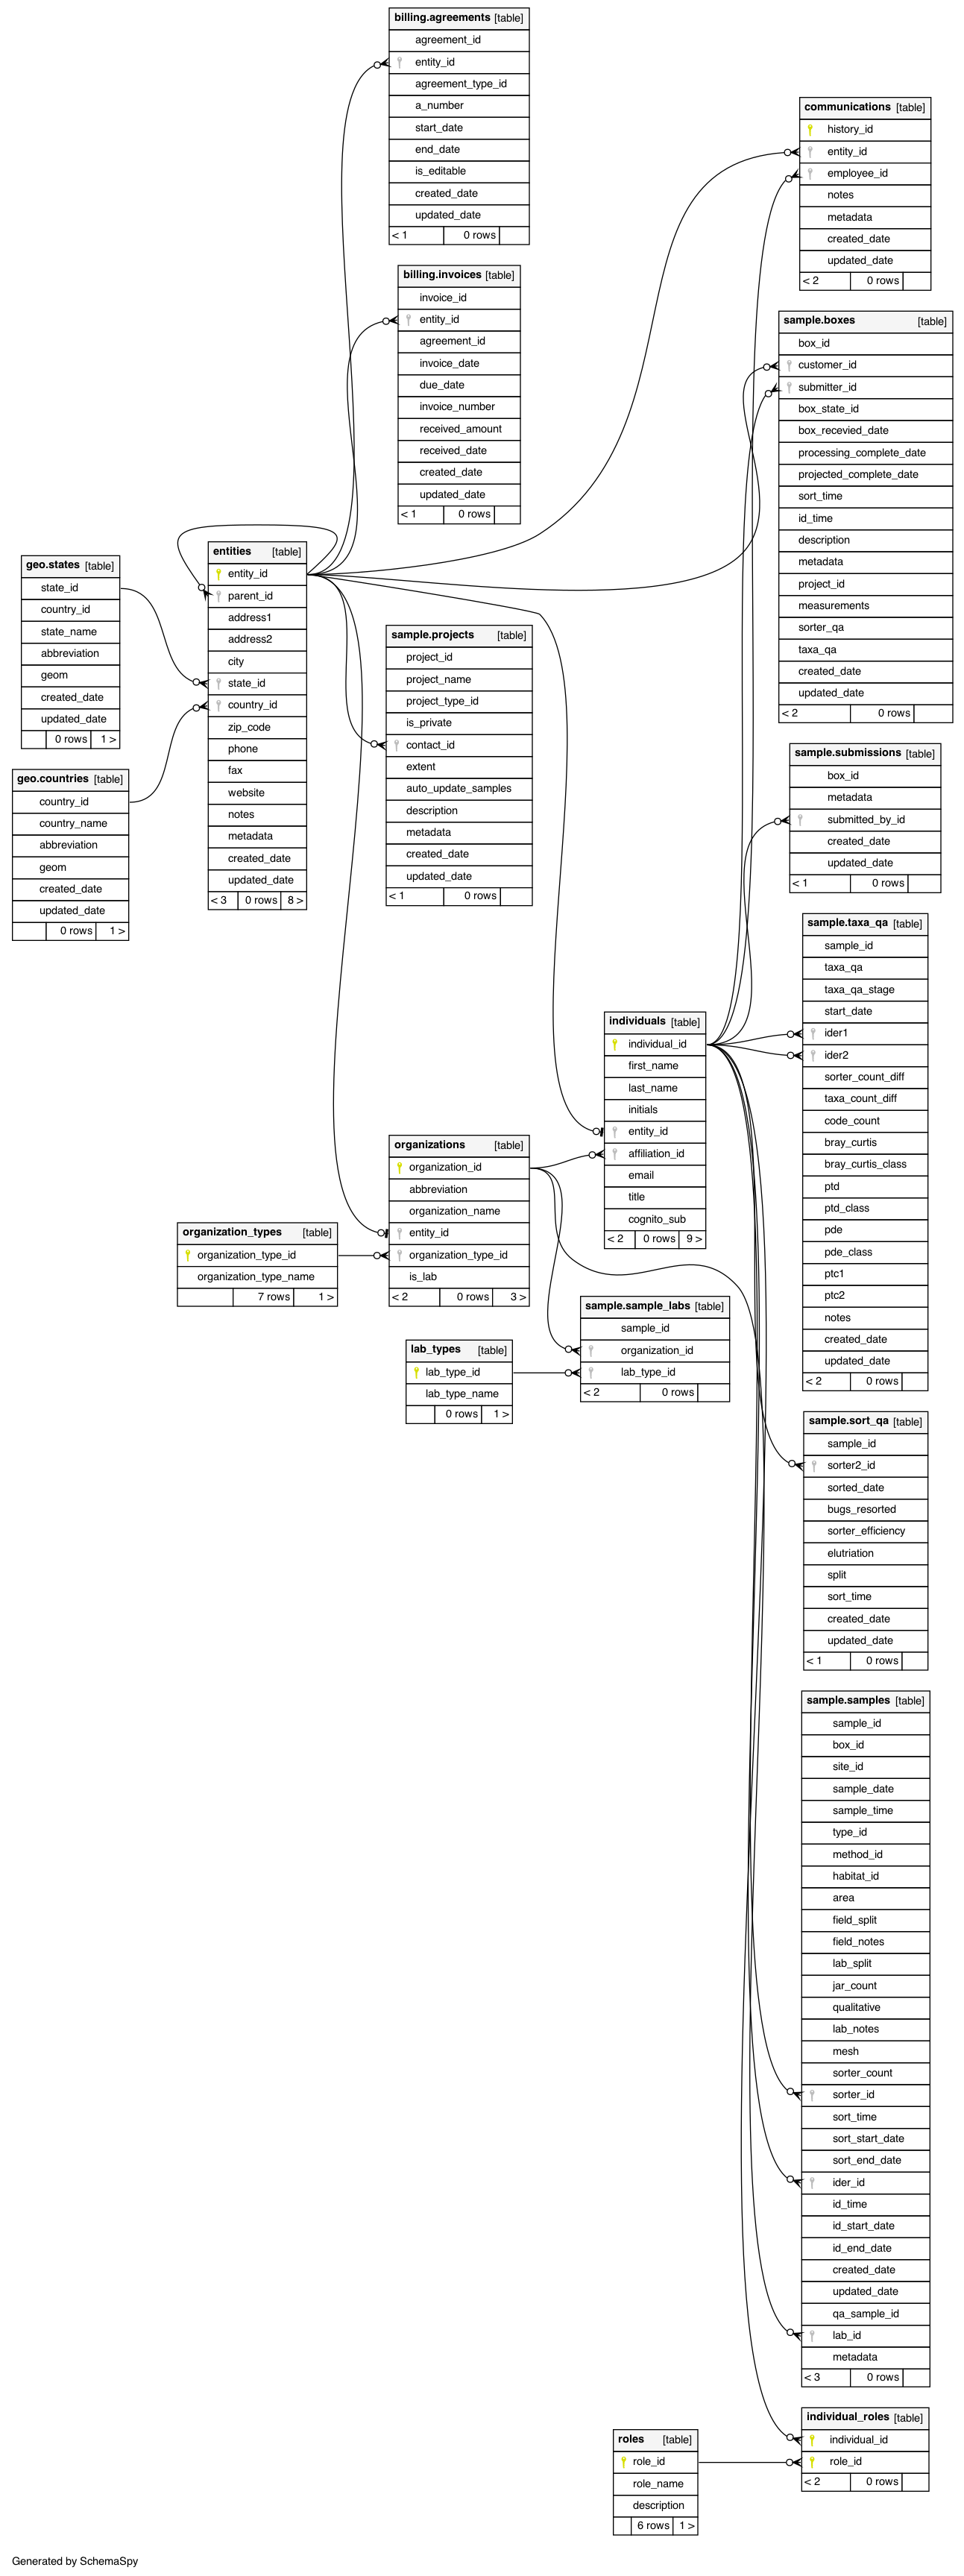 billing.agreements [table]
agreement_id
entity_id
agreement_type_id
a_number
start_date
end_date
is_editable
created_date
updated_date
< 1 0 rows
billing.invoices [table]
invoice_id
entity_id
agreement_id
invoice_date
due_date
invoice_number
received_amount
received_date
created_date
updated_date
< 1 0 rows
communications [table]
history_id
entity_id
employee_id
notes
metadata
created_date
updated_date
< 2 0 rows
sample.boxes [table]
box_id
customer_id
submitter_id
box_state_id
box_recevied_date
processing_complete_date
projected_complete_date
sort_time
id_time
description
metadata
project_id
measurements
sorter_qa
taxa_qa
created_date
updated_date
< 2 0 rows
geo.states [table]
state_id
country_id
state_name
abbreviation
geom
created_date
updated_date
0 rows 1 >
geo.countries [table]
country_id
country_name
abbreviation
geom
created_date
updated_date
0 rows 1 >
entities [table]
entity_id
parent_id
address1
address2
city
state_id
country_id
zip_code
phone
fax
website
notes
metadata
created_date
updated_date
< 3 0 rows 8 >
sample.projects [table]
project_id
project_name
project_type_id
is_private
contact_id
extent
auto_update_samples
description
metadata
created_date
updated_date
< 1 0 rows
sample.submissions [table]
box_id
metadata
submitted_by_id
created_date
updated_date
< 1 0 rows
sample.taxa_qa [table]
sample_id
taxa_qa
taxa_qa_stage
start_date
ider1
ider2
sorter_count_diff
taxa_count_diff
code_count
bray_curtis
bray_curtis_class
ptd
ptd_class
pde
pde_class
ptc1
ptc2
notes
created_date
updated_date
< 2 0 rows
individuals [table]
individual_id
first_name
last_name
initials
entity_id
affiliation_id
email
title
cognito_sub
< 2 0 rows 9 >
organizations [table]
organization_id
abbreviation
organization_name
entity_id
organization_type_id
is_lab
< 2 0 rows 3 >
organization_types [table]
organization_type_id
organization_type_name
7 rows 1 >
sample.sample_labs [table]
sample_id
organization_id
lab_type_id
< 2 0 rows
lab_types [table]
lab_type_id
lab_type_name
0 rows 1 >
sample.sort_qa [table]
sample_id
sorter2_id
sorted_date
bugs_resorted
sorter_efficiency
elutriation
split
sort_time
created_date
updated_date
< 1 0 rows
sample.samples [table]
sample_id
box_id
site_id
sample_date
sample_time
type_id
method_id
habitat_id
area
field_split
field_notes
lab_split
jar_count
qualitative
lab_notes
mesh
sorter_count
sorter_id
sort_time
sort_start_date
sort_end_date
ider_id
id_time
id_start_date
id_end_date
created_date
updated_date
qa_sample_id
lab_id
metadata
< 3 0 rows
individual_roles [table]
individual_id
role_id
< 2 0 rows
roles [table]
role_id
role_name
description
6 rows 1 >
Generated by SchemaSpy